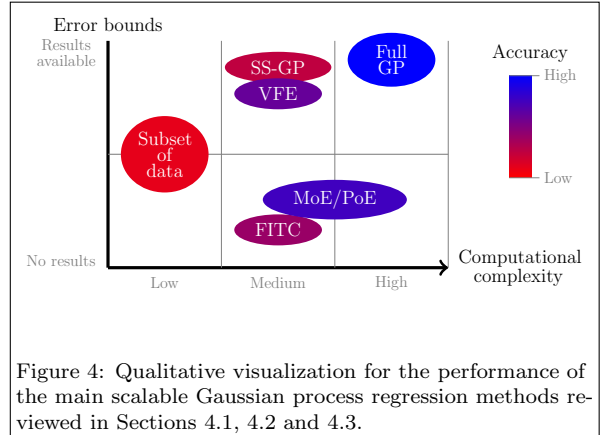 Error bounds
Results
available
SS-GP
VFE
Full
GP
Accuracy
High
Low
Subset
of
data
MoE/PoE
FITC
No results
Computational
complexity
Low
Medium
High
Figure 4: Qualitative visualization for the performance of
the main scalable Gaussian process regression methods re-
viewed in Sections 4.1, 4.2 and 4.3.